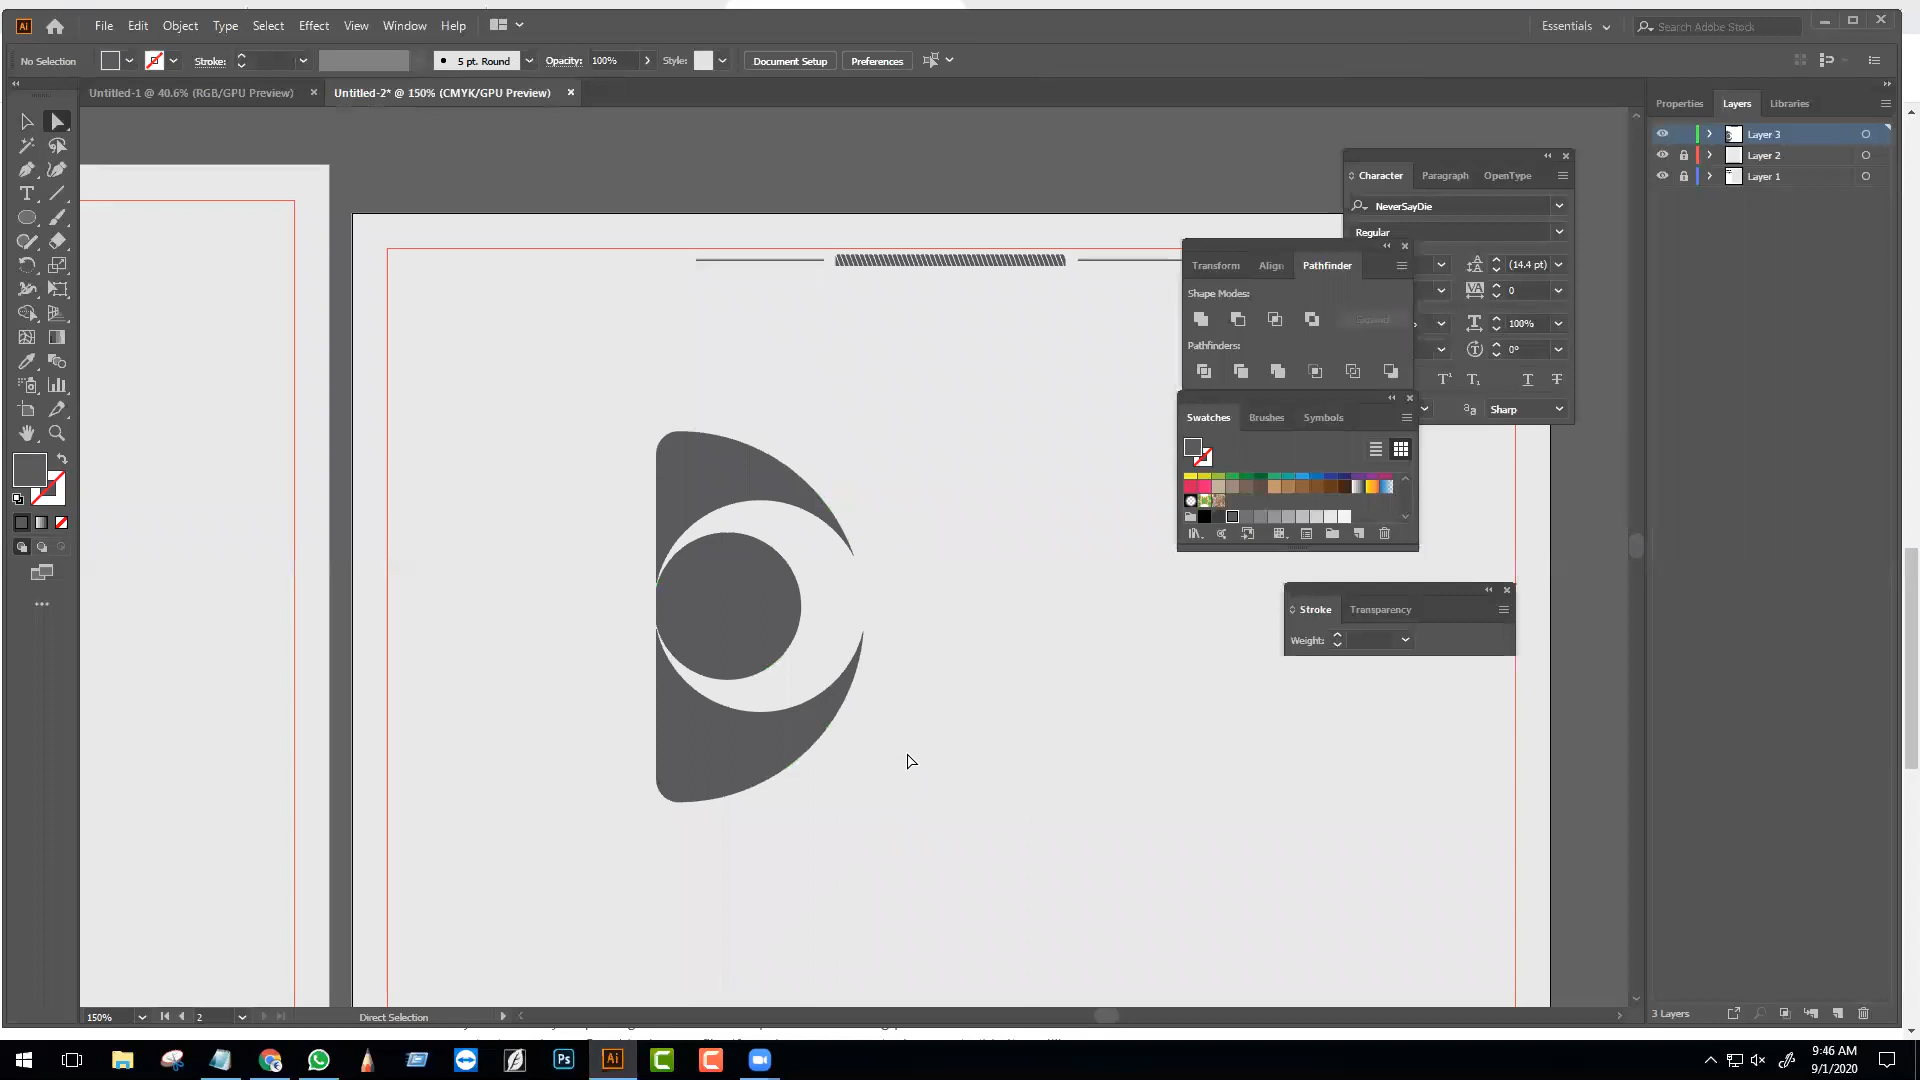 File Edit Object Type Select Effect View Window Help
Essentials
Search Adobe Stock
No Selection
Stroke:
5 pt. Round
Opacity:
100%
Style:
Document Setup
Preferences
Untitled-1 @ 40.6% (RGB/GPU Preview)
Untitled-2* @ 150% (CMYK/GPU Preview)
Properties
Layers
Libraries
Layer 3
Layer 2
Layer 1
Character
Paragraph
OpenType
NeverSayDie
Regular
(14.4 pt)
0
100%
0°
Sharp
Transform
Align
Pathfinder
Shape Modes:
Expand
Pathfinders:
Swatches
Brushes
Symbols
Stroke
Transparency
Weight:
150%
2
Direct Selection
3 Layers
9:46 AM
9/1/2020